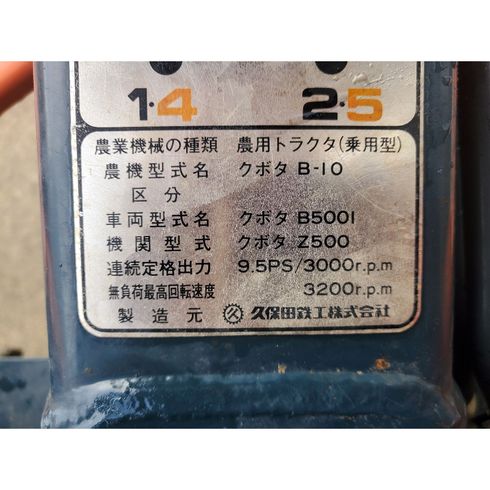 1·4 2·5
農業機械の種類 農用トラクタ(乗用型)
農機型式名 クボタ B-10
区分
車両型式名 クボタ B5001
機関型式 クボタ Z500
連続定格出力 9.5PS/3000r.p.m
無負荷最高回転速度 3200r.p.m
製造元 久保田鉄工株式会社